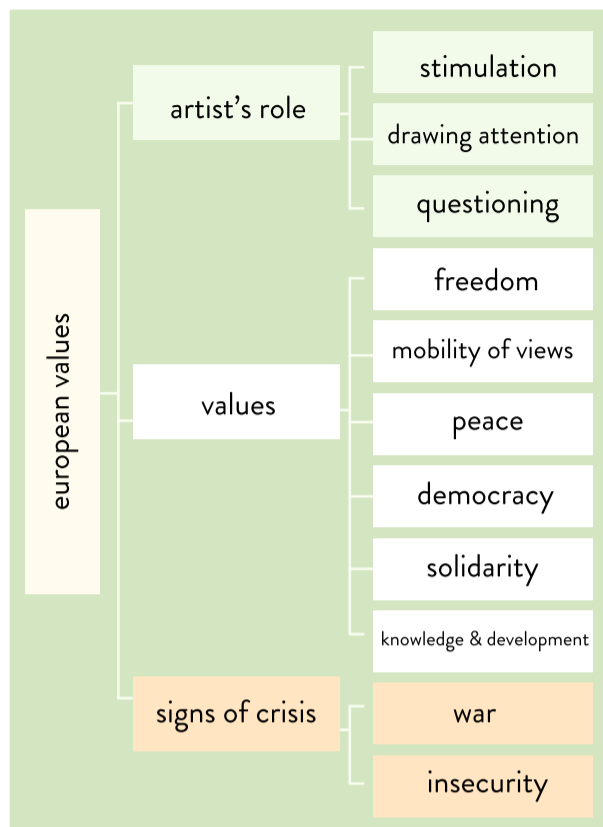 european values
artist's role
stimulation
drawing attention
questioning
values
freedom
mobility of views
peace
democracy
solidarity
knowledge & development
signs of crisis
war
insecurity